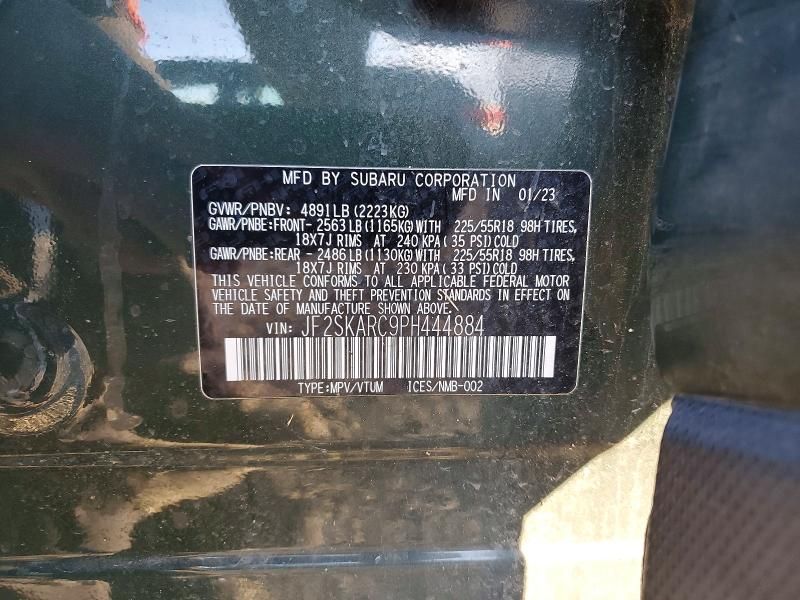 MFD BY SUBARU CORPORATION
MFD IN 01/23
GVWR/PNBV: 4891LB (2223KG)
GAWR/PNBE:FRONT- 2563 LB (1165KG) WITH 225/55R18 98H TIRES,
18X7J RIMS AT 240 KPA (35 PSI) COLD
GAWR/PNBE:REAR - 2486 LB (1130KG) WITH 225/55R18 98H TIRES,
18X7J RIMS AT 230 KPA (33 PSI) COLD
THIS VEHICLE CONFORMS TO ALL APPLICABLE FEDERAL MOTOR
VEHICLE SAFETY AND THEFT PREVENTION STANDARDS IN EFFECT ON
THE DATE OF MANUFACTURE SHOWN ABOVE.
VIN: JF2SKARC9PH444884
TYPE:MPV/VTUM ICES/NMB-002